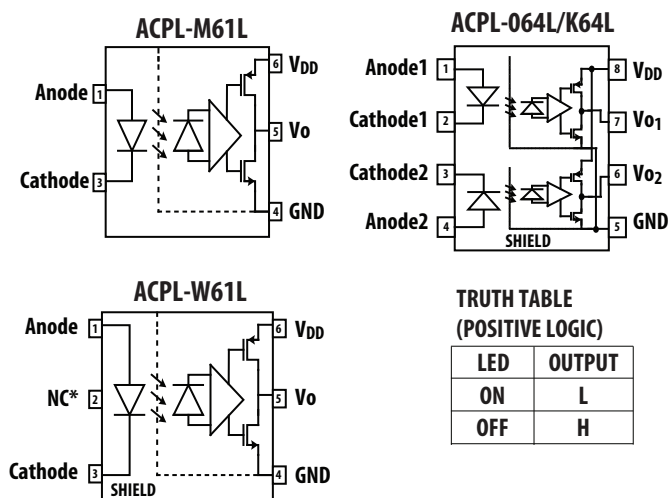 ACPL-M61L
Anode 1
Cathode 3
6 VDD
5 Vo
4 GND
ACPL-064L/K64L
Anode1 1
Cathode1 2
Cathode2 3
Anode2 4
8 VDD
7 Vo1
6 Vo2
5 GND
SHIELD
ACPL-W61L
Anode 1
NC* 2
Cathode 3
6 VDD
5 Vo
4 GND
SHIELD
TRUTH TABLE
(POSITIVE LOGIC)
LED OUTPUT
ON L
OFF H